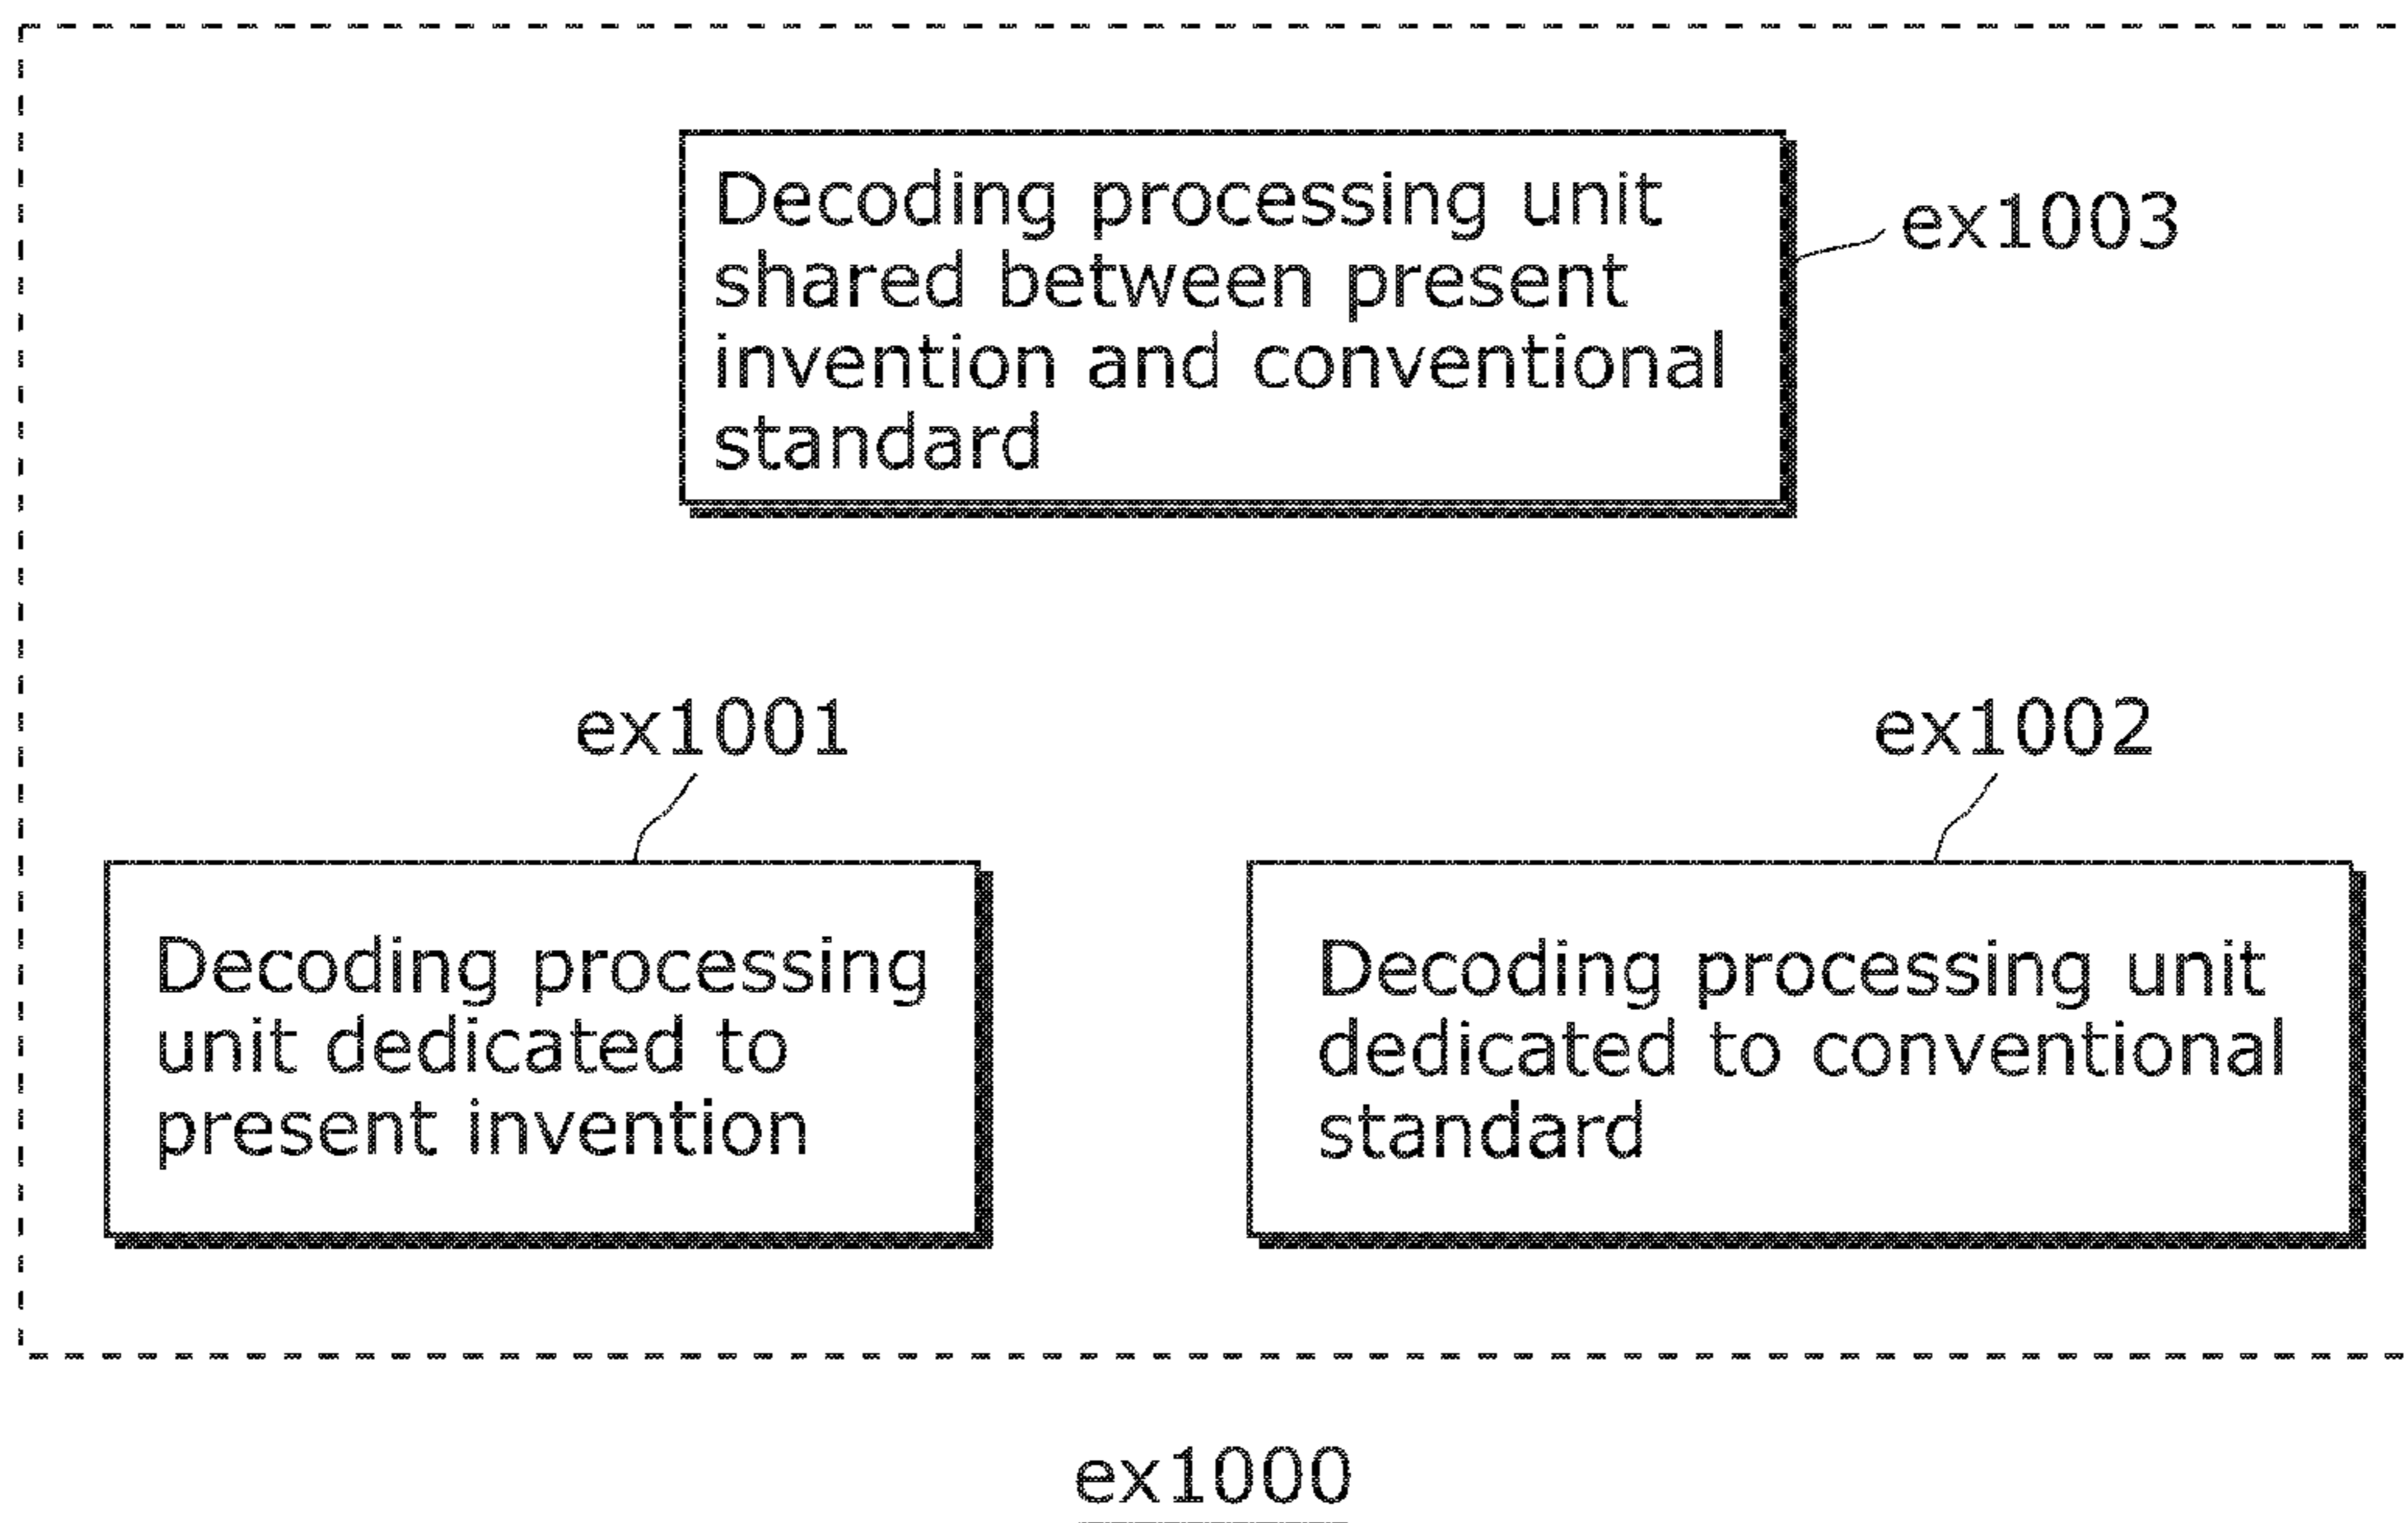 Decoding processing unit
shared between present
invention and conventional
standard
ex1003
ex1001
ex1002
Decoding processing
unit dedicated to
present invention
Decoding processing unit
dedicated to conventional
standard
ex1000